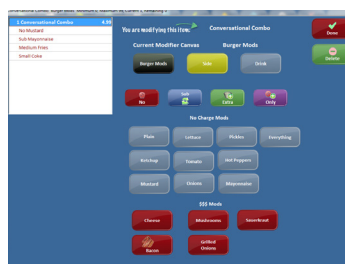 1 Conversational Combo 4.99
No Mustard
Sub Mayonnaise
Medium Fries
Small Coke
You are modifying this item: Conversational Combo
Current Modifier Canvas Burger Mods
Burger Mods Side Drink
Done
Delete
No Sub Extra Only
No Charge Mods
Plain Lettuce Pickles Everything
Ketchup Tomato Hot Peppers
Mustard Onions Mayonnaise
$$$ Mods
Cheese Mushrooms Sauerkraut
Bacon Grilled Onions